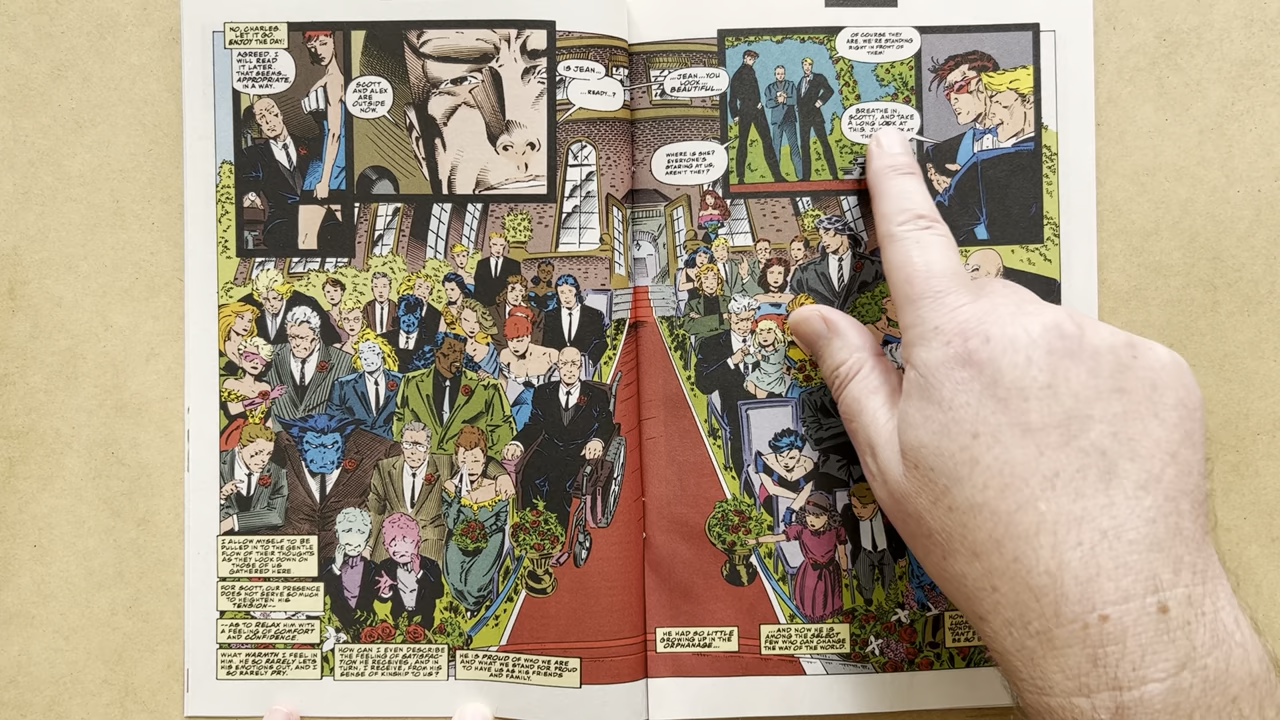 NO, CHARLES.
LET IT GO.
ENJOY THE DAY!
AGREED. I
WILL READ
IT LATER.
THAT SEEMS...
APPROPRIATE,
IN A WAY.
SCOTT
AND ALEX
ARE
OUTSIDE
NOW.
IS JEAN...
...READY..?
...JEAN...YOU
LOOK...
BEAUTIFUL...
WHERE IS SHE?
EVERYONE'S
STARING AT US,
AREN'T THEY?
OF COURSE THEY
ARE, WE'RE STANDING
RIGHT IN FRONT OF
THEM!
BREATHE IN,
SCOTTY, AND TAKE
A LONG LOOK AT
THIS. AT
I ALLOW MYSELF TO BE
PULLED IN TO THE GENTLE
FLOW OF THEIR THOUGHTS
AS THEY LOOK DOWN ON
THOSE OF US
GATHERED HERE.
FOR SCOTT, OUR PRESENCE
DOES NOT SERVE SO MUCH
TO HEIGHTEN HIS
TENSION--
--AS TO RELAX HIM WITH
A FEELING OF COMFORT
AND CONFIDENCE.
WHAT WARMTH I FEEL IN
HIM. HE SO RARELY LETS
HIS EMOTIONS OUT, AND I
SO RARELY PRY.
HOW CAN I EVEN DESCRIBE
THE FEELING OF SATISFAC-
TION HE RECEIVES, AND IN
TURN, I RECEIVE, FROM HIS
SENSE OF KINSHIP TO US?
HE IS PROUD OF WHO WE ARE
AND WHAT WE STAND FOR. PROUD
TO HAVE US AS HIS FRIENDS
AND FAMILY.
HE HAD SO LITTLE
GROWING UP IN THE
ORPHANAGE...
...AND NOW HE IS
AMONG THE SELECT
FEW WHO CAN CHANGE
THE WAY OF THE WORLD.